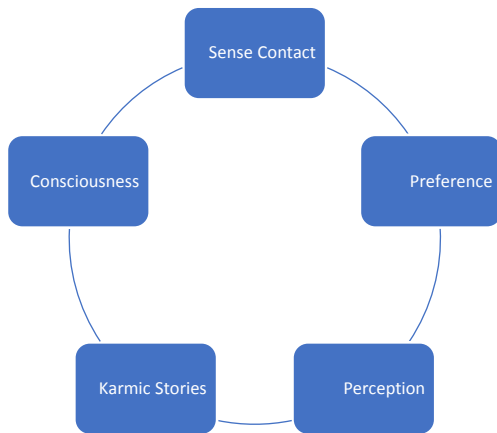 Sense Contact
Preference
Perception
Karmic Stories
Consciousness